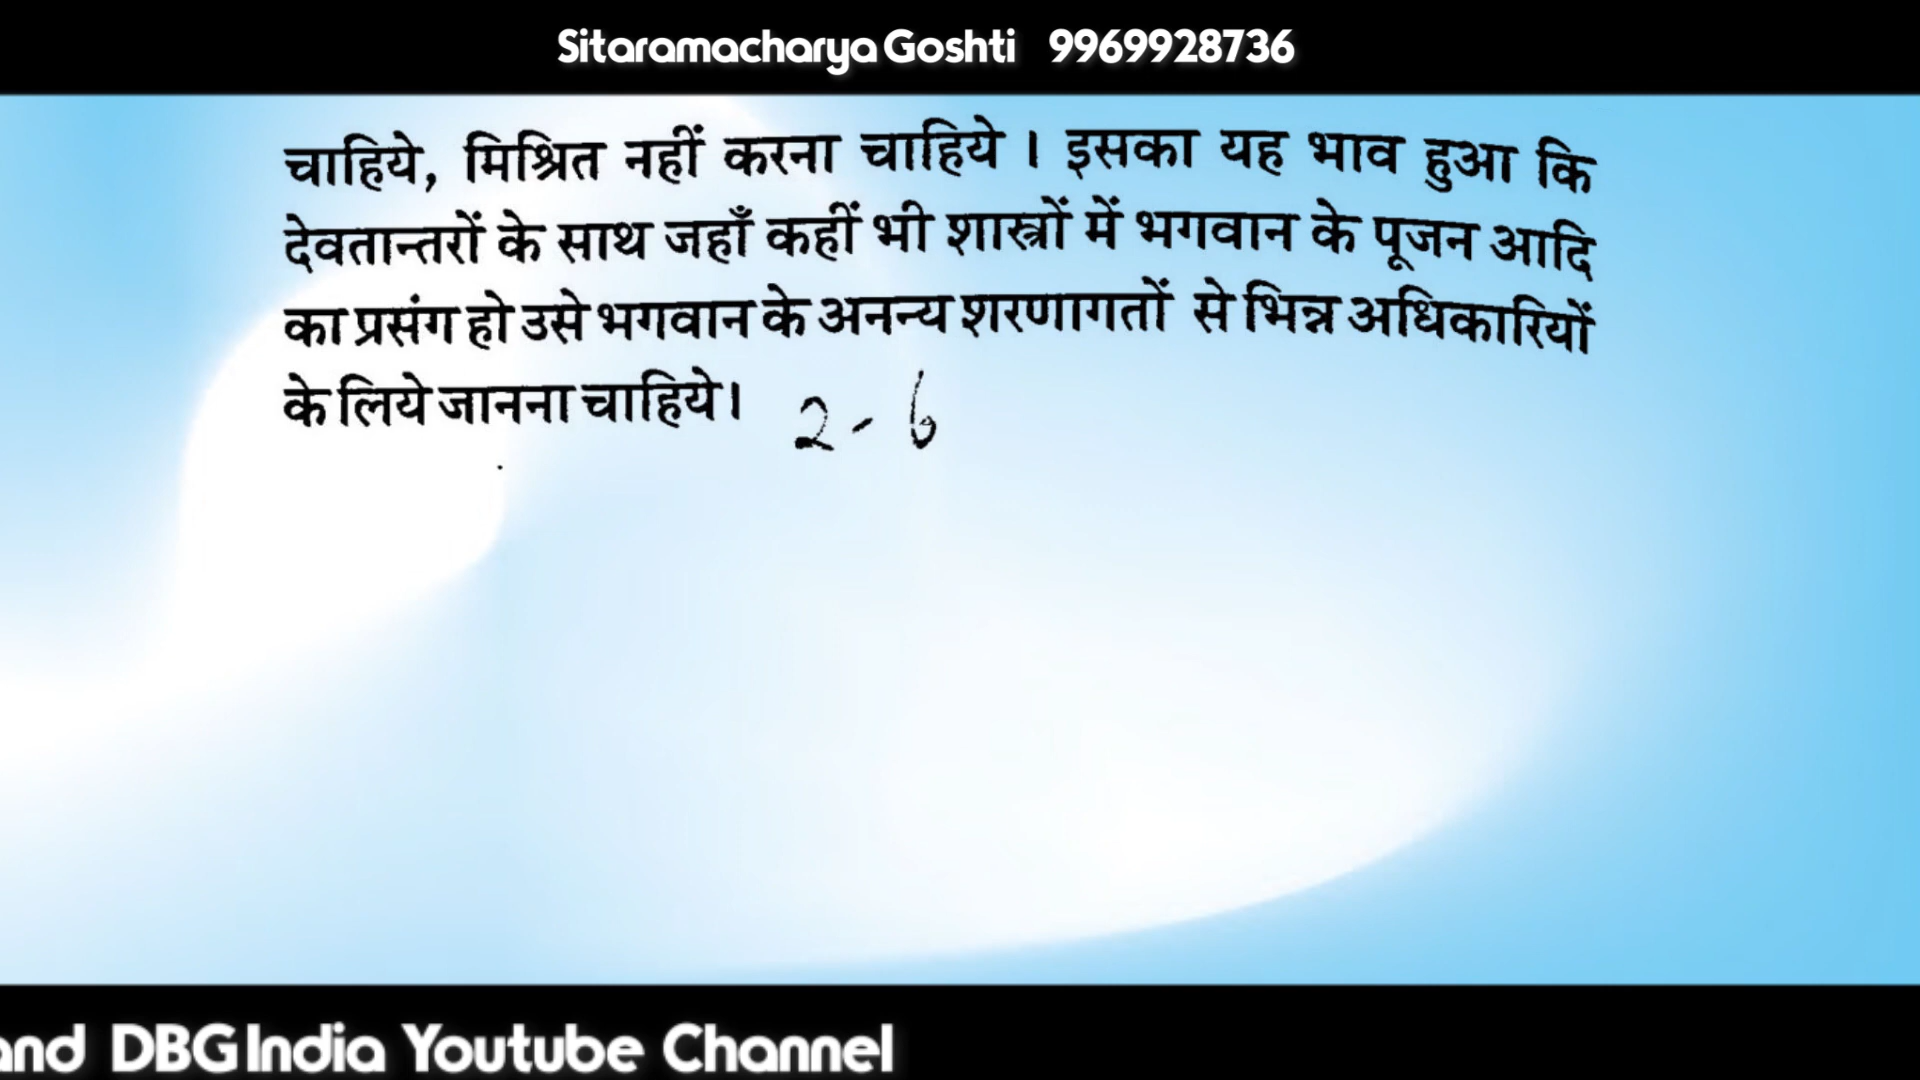 Sitaramacharya Goshti 9969928736
चाहिये, मिश्रित नहीं करना चाहिये । इसका यह भाव हुआ कि
देवतान्तरों के साथ जहाँ कहीं भी शास्त्रों में भगवान के पूजन आदि
का प्रसंग हो उसे भगवान के अनन्य शरणागतों से भिन्न अधिकारियों
के लिये जानना चाहिये। 2-6
and DBG India Youtube Channel